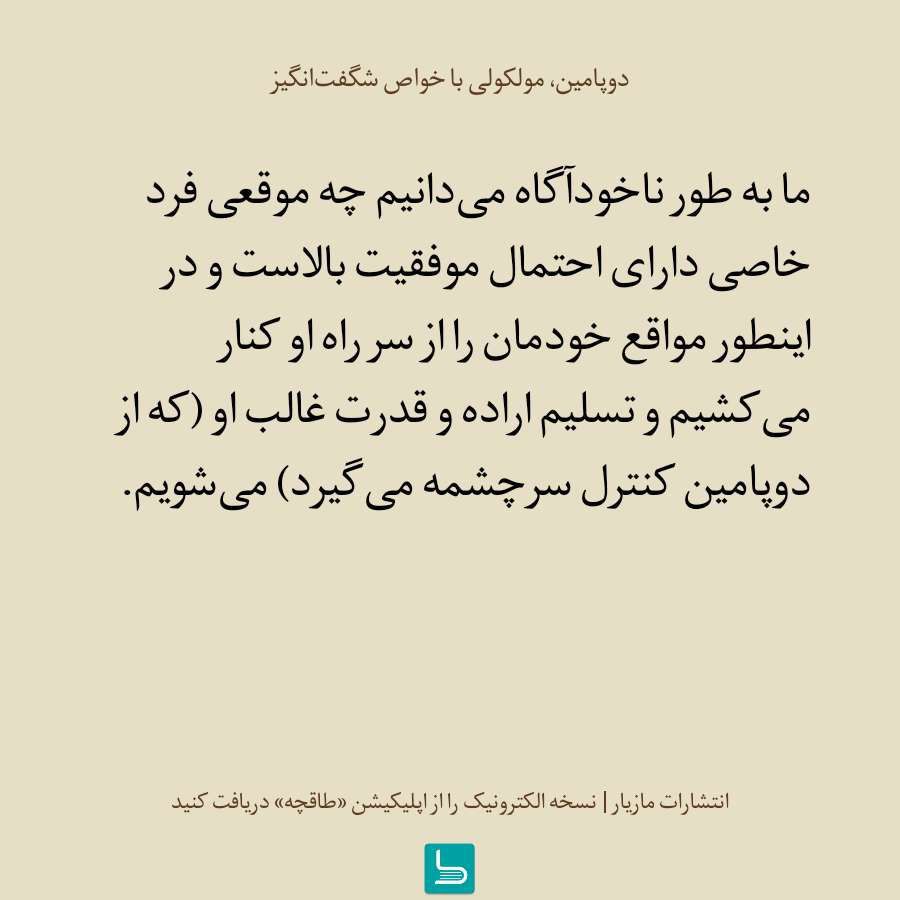 دوپامین، مولکولی با خواص شگفت‌انگیز
ما به طور ناخودآگاه می‌دانیم چه موقعی فرد
خاصی دارای احتمال موفقیت بالاست و در
اینطور مواقع خودمان را از سر راه او کنار
می‌کشیم و تسلیم اراده و قدرت غالب او (که از
دوپامین کنترل سرچشمه می‌گیرد) می‌شویم.
انتشارات مازیار | نسخه الکترونیک را از اپلیکیشن «طاقچه» دریافت کنید